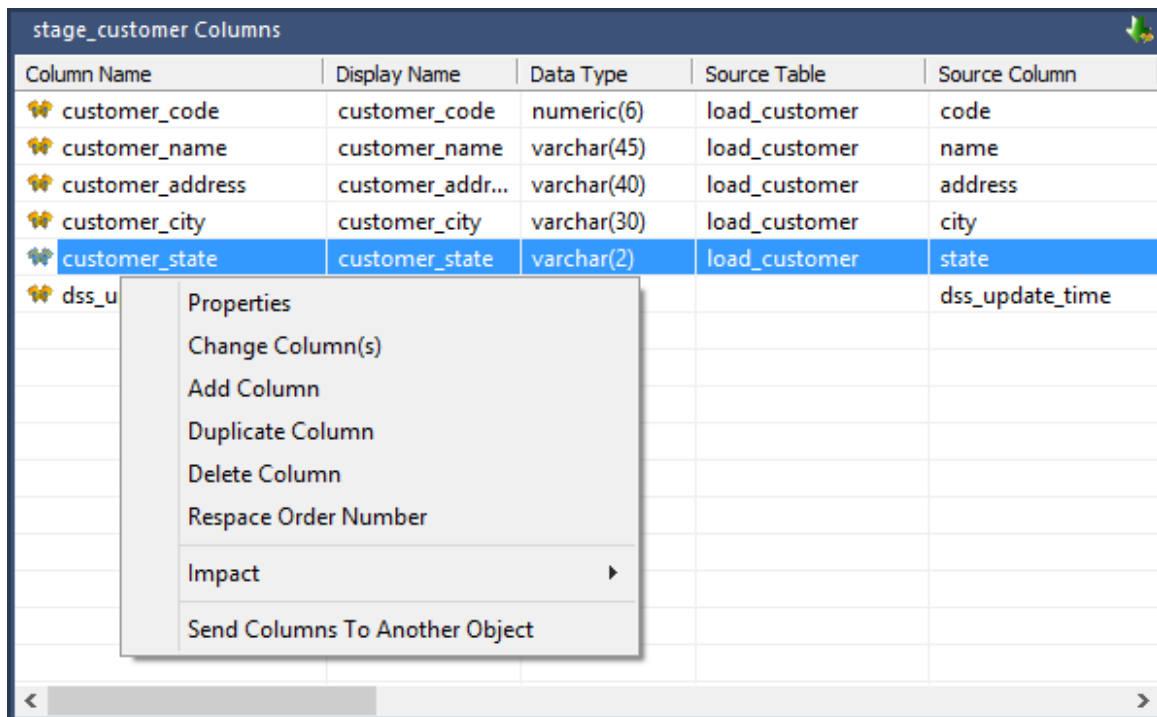 stage_customer Columns
Column Name Display Name Data Type Source Table Source Column
customer_code customer_code numeric(6) load_customer code
customer_name customer_name varchar(45) load_customer name
customer_address customer_addr... varchar(40) load_customer address
customer_city customer_city varchar(30) load_customer city
customer_state customer_state varchar(2) load_customer state
dss_u dss_update_time
Properties
Change Column(s)
Add Column
Duplicate Column
Delete Column
Respace Order Number
Impact
Send Columns To Another Object